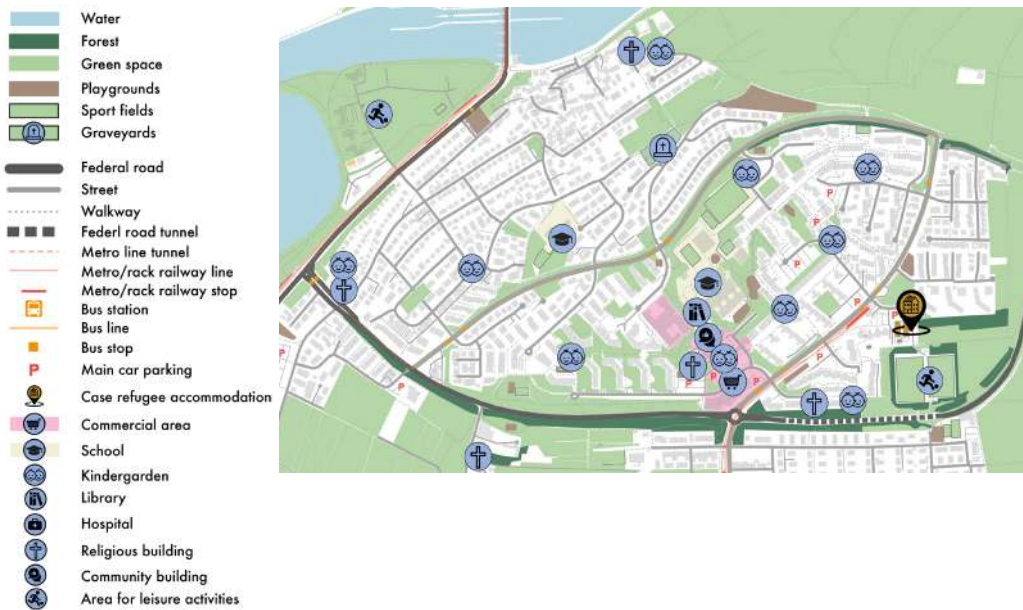 Water
Forest
Green space
Playgrounds
Sport fields
Graveyards
Federal road
Street
Walkway
Federl road tunnel
Metro line tunnel
Metro/rack railway line
Metro/rack railway stop
Bus station
Bus line
Bus stop
P Main car parking
Case refugee accommodation
Commercial area
School
Kindergarden
Library
Hospital
Religious building
Community building
Area for leisure activities
P
P
P
P
P
P
P
P
P
P
P